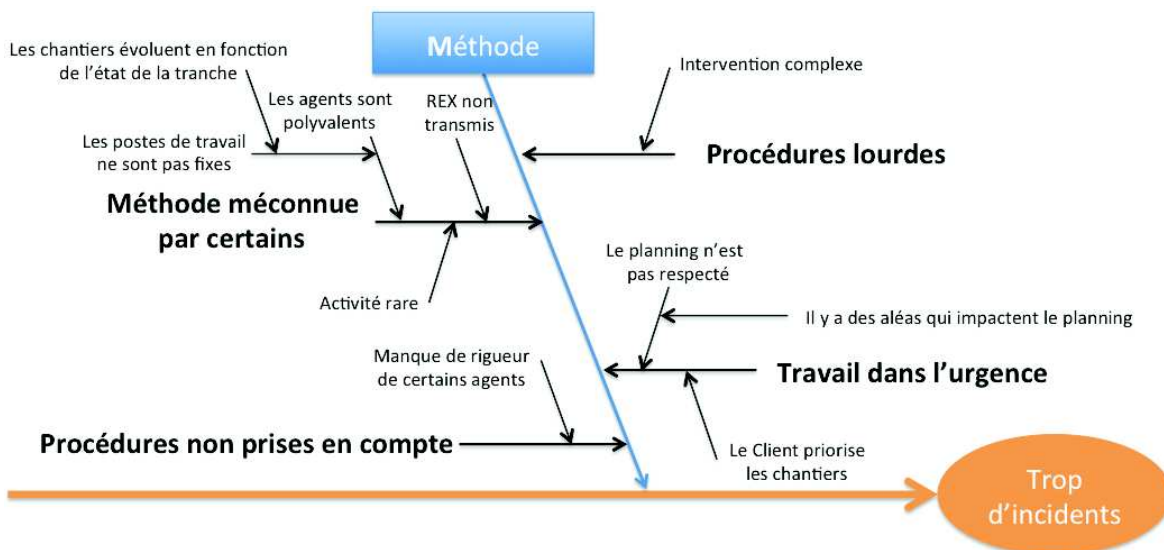 Méthode
Les chantiers évoluent en fonction
de l’état de la tranche
Les agents sont
polyvalents
REX non
transmis
Intervention complexe
Les postes de travail
ne sont pas fixes
Procédures lourdes
Méthode méconnue
par certains
Activité rare
Le planning n’est
pas respecté
Il y a des aléas qui impactent le planning
Manque de rigueur
de certains agents
Travail dans l’urgence
Procédures non prises en compte
Le Client priorise
les chantiers
Trop
d’incidents